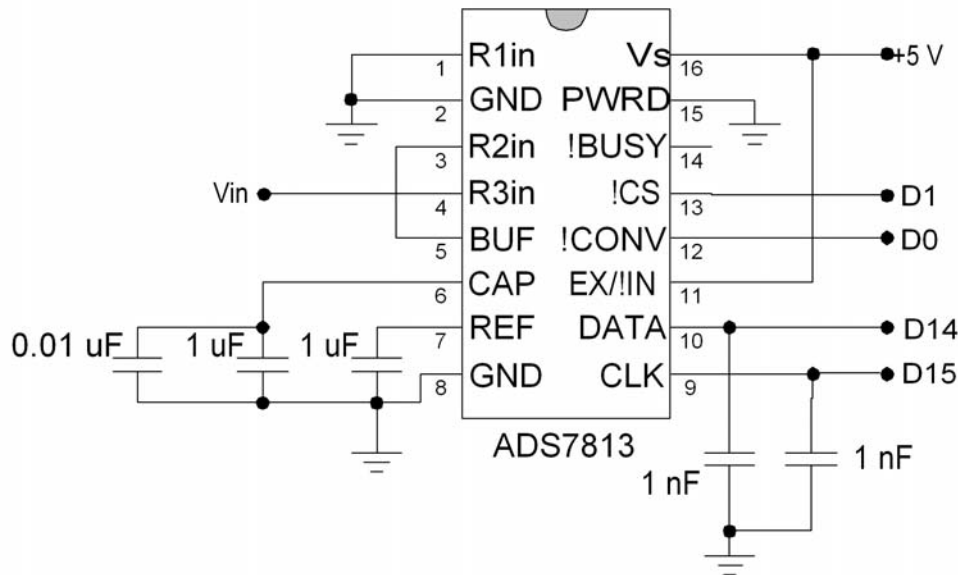 R1in
Vs
+5 V
1
16
GND
PWRD
2
15
R2in
!BUSY
3
14
Vin
R3in
!CS
D1
4
13
BUF
!CONV
D0
5
12
CAP
EX/!IN
6
11
0.01 uF
1 uF
1 uF
REF
DATA
D14
7
10
GND
CLK
D15
8
9
ADS7813
1 nF
1 nF